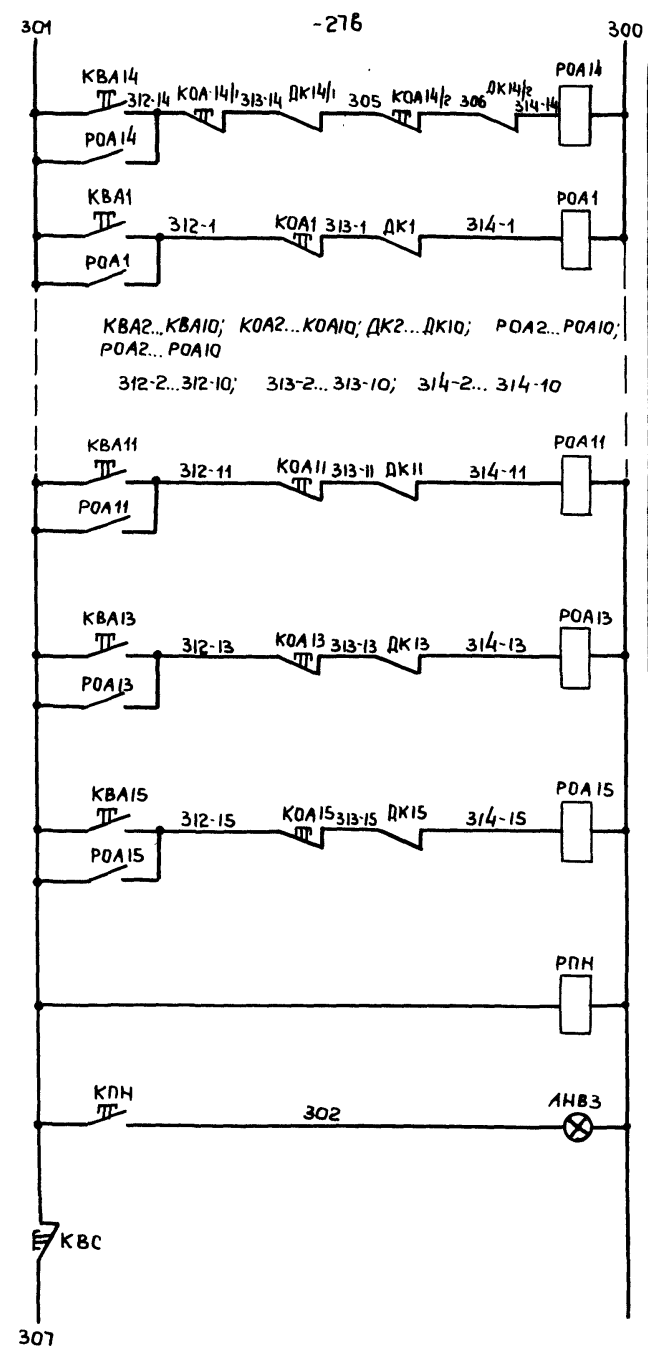 301 -27В 300
КВА14 312-14 КОА-14/1 313-14 ДК14/1 305 КОА14/2 306 ДК14/2 314-14 РОА14
РОА14
КВА1 312-1 КОА1 313-1 ДК1 314-1 РОА1
РОА1
КВА2...КВА10; КОА2...КОА10; ДК2...ДК10; РОА2...РОА10;
РОА2...РОА10
312-2...312-10; 313-2...313-10; 314-2...314-10
КВА11 312-11 КОА11 313-11 ДК11 314-11 РОА11
РОА11
КВА13 312-13 КОА13 313-13 ДК13 314-13 РОА13
РОА13
КВА15 312-15 КОА15 313-15 ДК15 314-15 РОА15
РОА15
РПН
КПН 302 ЛНВЗ
КВС
307